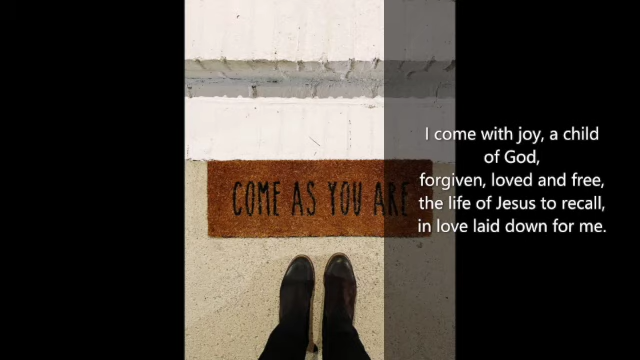 COME AS YOU ARE
I come with joy, a child
of God,
forgiven, loved and free,
the life of Jesus to recall,
in love laid down for me.